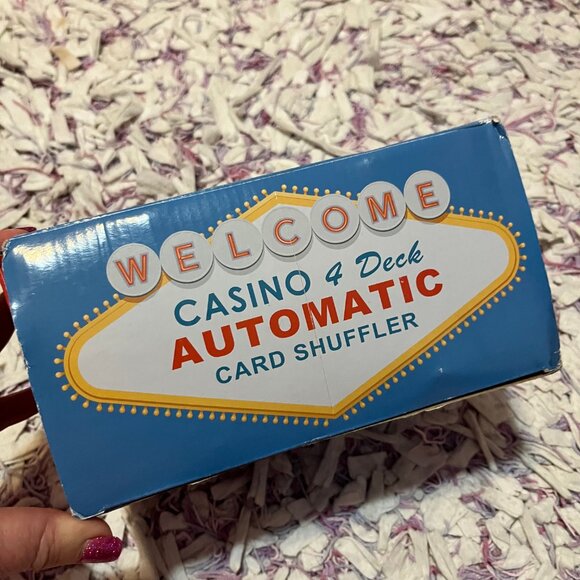 WELCOME
CASINO 4 Deck
AUTOMATIC
CARD SHUFFLER